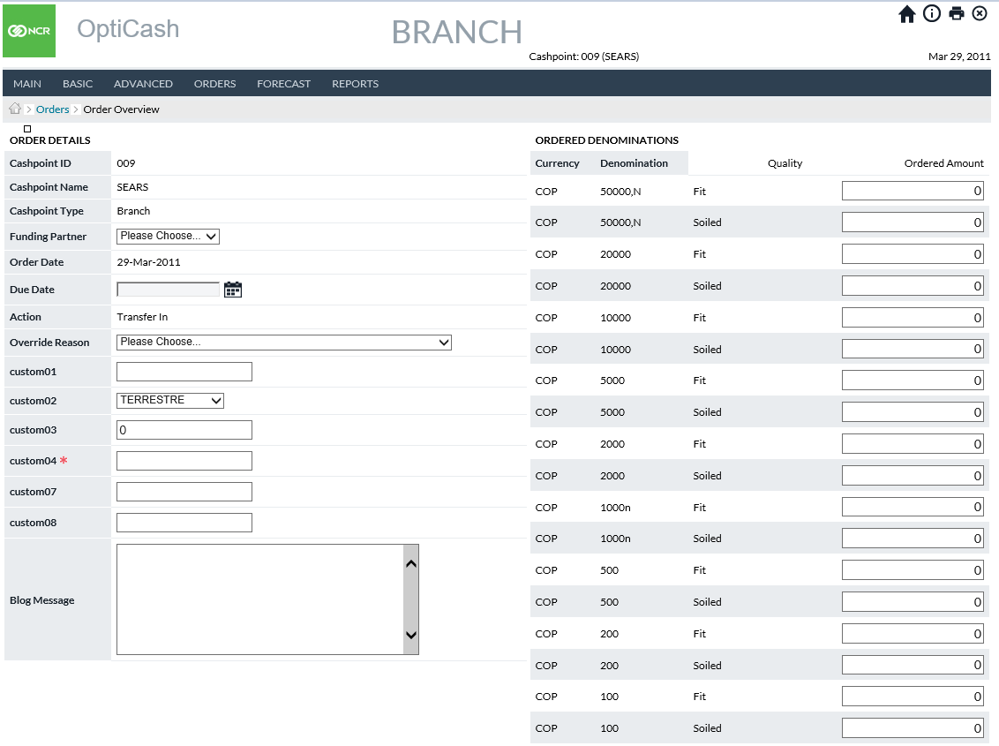 NCR
OptiCash
BRANCH
Cashpoint: 009 (SEARS)
Mar 29, 2011
MAIN BASIC ADVANCED ORDERS FORECAST REPORTS
> Orders > Order Overview
ORDER DETAILS
Cashpoint ID 009
Cashpoint Name SEARS
Cashpoint Type Branch
Funding Partner Please Choose...
Order Date 29-Mar-2011
Due Date
Action Transfer In
Override Reason Please Choose...
custom01
custom02 TERRESTRE
custom03 0
custom04 *
custom07
custom08
Blog Message
ORDERED DENOMINATIONS
Currency Denomination Quality Ordered Amount
COP 50000,N Fit 0
COP 50000,N Soiled 0
COP 20000 Fit 0
COP 20000 Soiled 0
COP 10000 Fit 0
COP 10000 Soiled 0
COP 5000 Fit 0
COP 5000 Soiled 0
COP 2000 Fit 0
COP 2000 Soiled 0
COP 1000n Fit 0
COP 1000n Soiled 0
COP 500 Fit 0
COP 500 Soiled 0
COP 200 Fit 0
COP 200 Soiled 0
COP 100 Fit 0
COP 100 Soiled 0